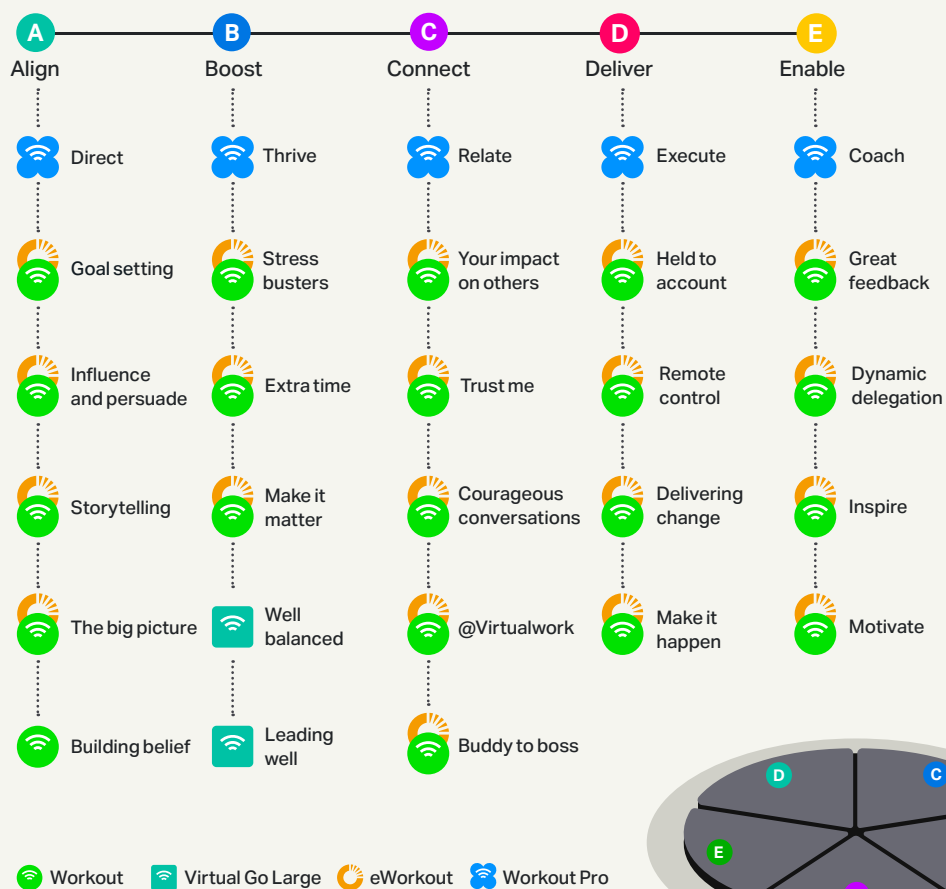 A B C D E
Align Boost Connect Deliver Enable
Direct Thrive Relate Execute Coach
Goal setting
Stress
busters
Your impact
on others
Held to
account
Great
feedback
Influence
and persuade
Extra time
Trust me
Remote
control
Dynamic
delegation
Storytelling
Make it
matter
Courageous
conversations
Delivering
change
Inspire
The big picture
Well
balanced
@Virtualwork
Make it
happen
Motivate
Building belief
Leading
well
Buddy to boss
D C
E
Workout Virtual Go Large eWorkout Workout Pro